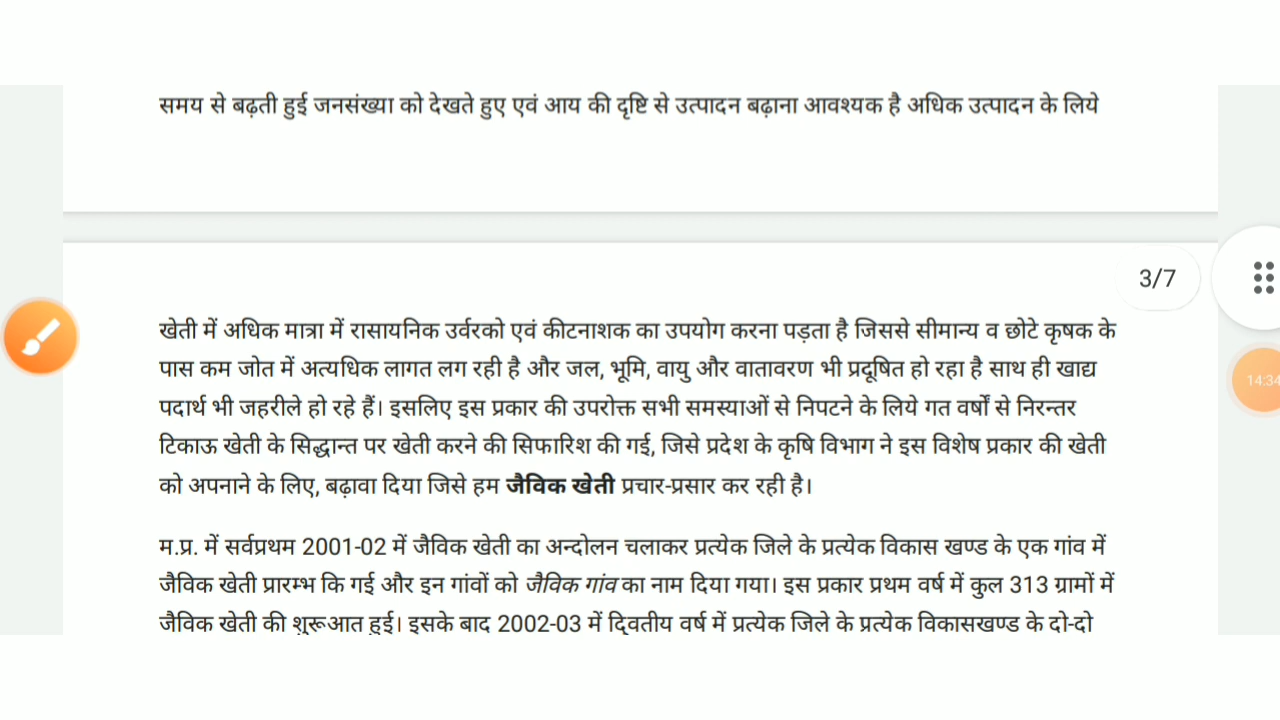 समय से बढ़ती हुई जनसंख्या को देखते हुए एवं आय की दृष्टि से उत्पादन बढ़ाना आवश्यक है अधिक उत्पादन के लिये
3/7
खेती में अधिक मात्रा में रासायनिक उर्वरको एवं कीटनाशक का उपयोग करना पड़ता है जिससे सीमान्य व छोटे कृषक के
14:34
पास कम जोत में अत्यधिक लागत लग रही है और जल, भूमि, वायु और वातावरण भी प्रदूषित हो रहा है साथ ही खाद्य
पदार्थ भी जहरीले हो रहे हैं। इसलिए इस प्रकार की उपरोक्त सभी समस्याओं से निपटने के लिये गत वर्षों से निरन्तर
टिकाऊ खेती के सिद्धान्त पर खेती करने की सिफारिश की गई, जिसे प्रदेश के कृषि विभाग ने इस विशेष प्रकार की खेती
को अपनाने के लिए, बढ़ावा दिया जिसे हम जैविक खेती प्रचार-प्रसार कर रही है।
म.प्र. में सर्वप्रथम 2001-02 में जैविक खेती का अन्दोलन चलाकर प्रत्येक जिले के प्रत्येक विकास खण्ड के एक गांव में
जैविक खेती प्रारम्भ कि गई और इन गांवों को जैविक गांव का नाम दिया गया। इस प्रकार प्रथम वर्ष में कुल 313 ग्रामों में
जैविक खेती की शुरूआत हुई। इसके बाद 2002-03 में द्विवतीय वर्ष में प्रत्येक जिले के प्रत्येक विकासखण्ड के दो-दो